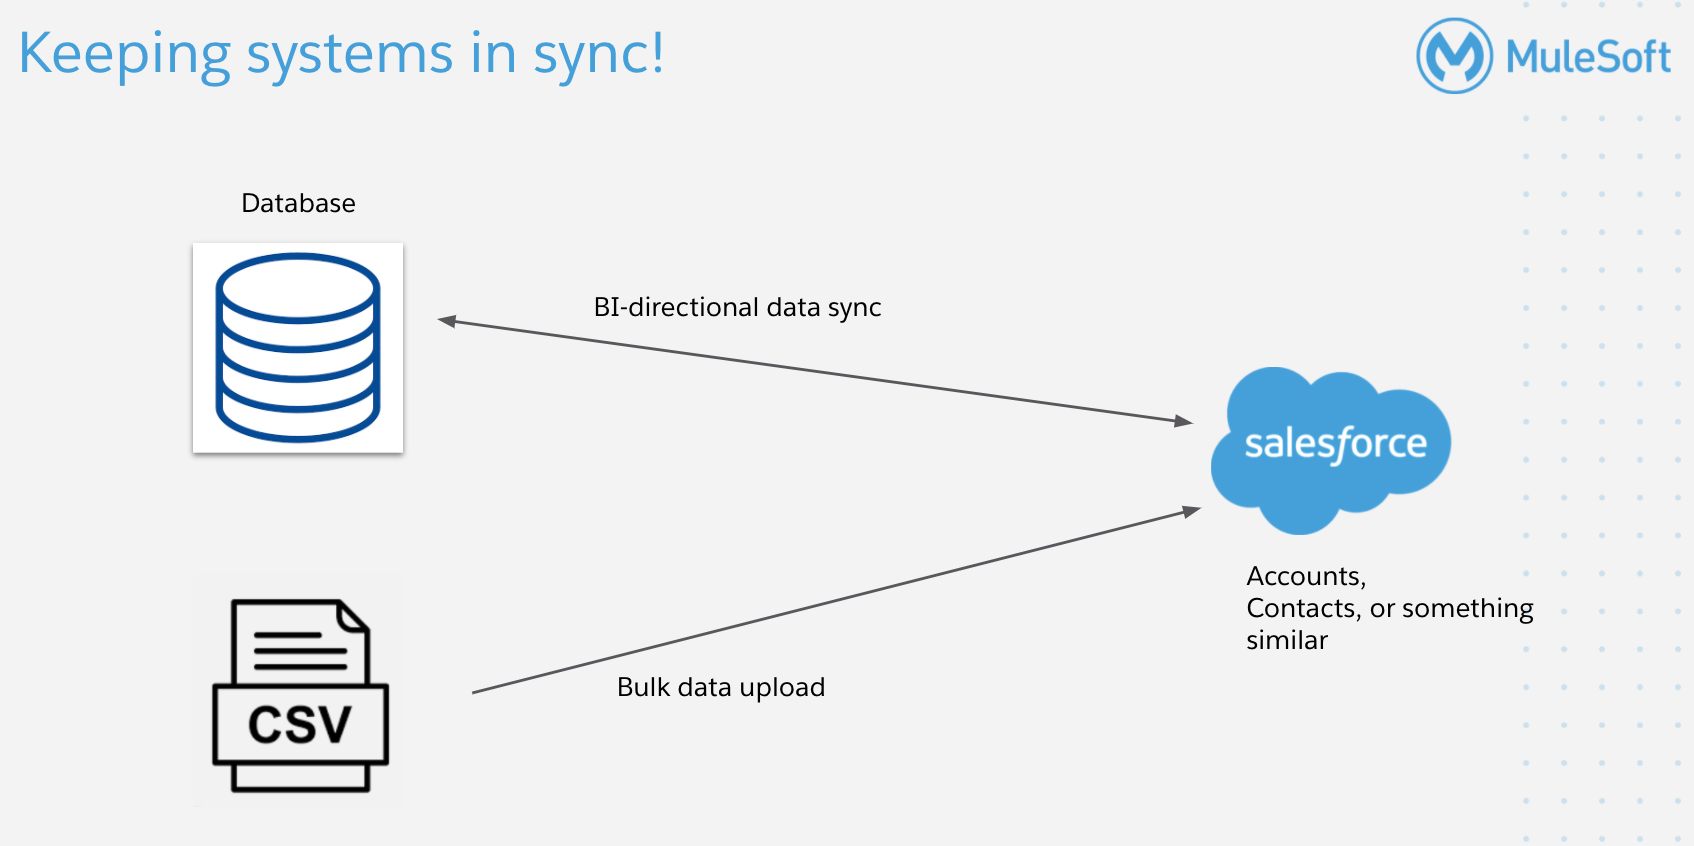 Keeping systems in sync!
MuleSoft
Database
BI-directional data sync
salesforce
Accounts,
Contacts, or something
similar
Bulk data upload
CSV